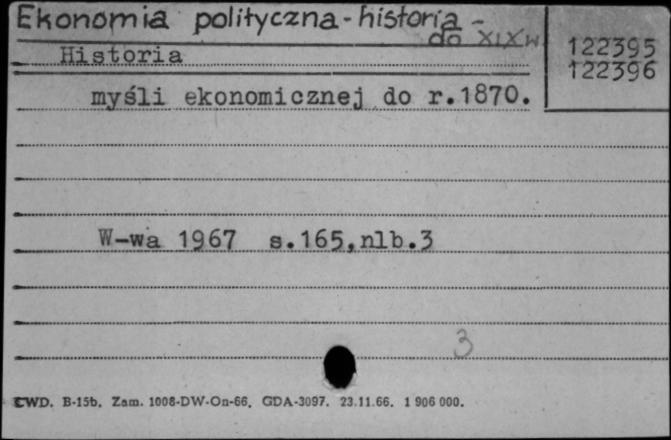 Ekonomia polityczna - historia -
do XIX w
122395
Historia
122396
myśli ekonomicznej do r.1870.
W-wa 1967 s.165,nlb.3
3
CWD. B-15b. Zam. 1008-DW-On-66. GDA-3097. 23.11.66. 1 906 000.